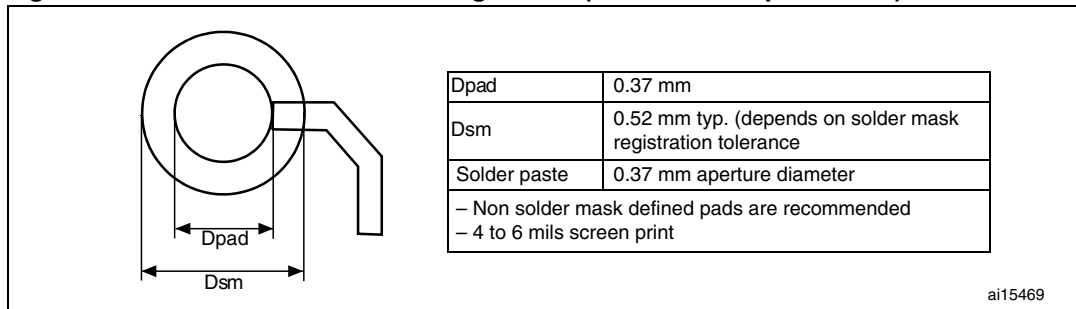 Dpad
Dsm
Dpad 0.37 mm
Dsm 0.52 mm typ. (depends on solder mask
registration tolerance
Solder paste 0.37 mm aperture diameter
– Non solder mask defined pads are recommended
– 4 to 6 mils screen print
ai15469